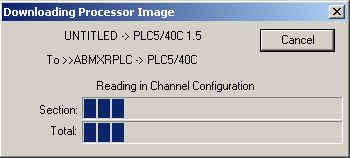 Downloading Processor Image
UNTITLED -> PLC5/40C 1.5
Cancel
To >>ABMXRPLC -> PLC5/40C
Reading in Channel Configuration
Section:
Total: